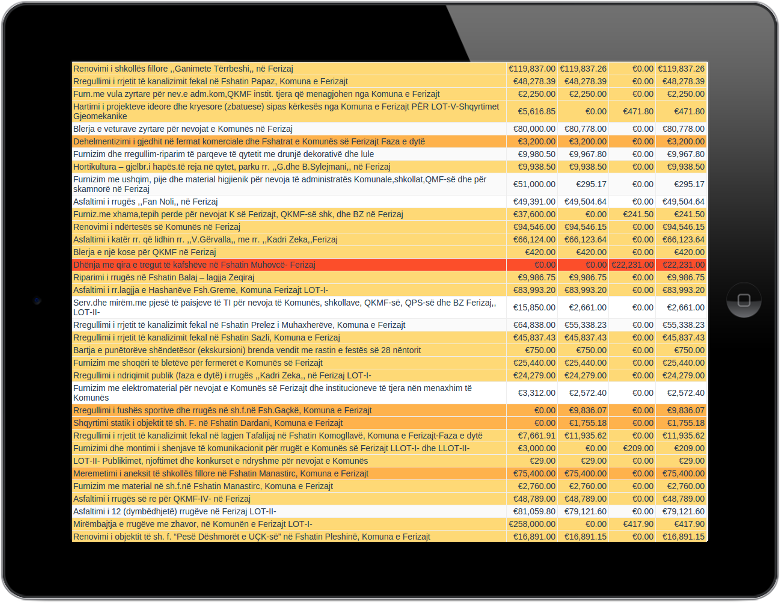 Renovimi i shkollës fillore ,,Ganimete Tërrbeshi,, në Ferizaj €119,837.00 €119,837.26 €0.00 €119,837.26
Rregullimi i rrjetit të kanalizimit fekal në Fshatin Papaz, Komuna e Ferizajt €48,278.39 €48,278.39 €0.00 €48,278.39
Furn.me vula zyrtare për nev.e adm.kom,QKMF instit. tjera që menagjohen nga Komuna e Ferizajt €2,250.00 €2,250.00 €0.00 €2,250.00
Hartimi i projekteve ideore dhe kryesore (zbatuese) sipas kërkesës nga Komuna e Ferizajt PËR LOT-V-Shqyrtimet
Gjeomekanike €5,616.85 €0.00 €471.80 €471.80
Blerja e veturave zyrtare për nevojat e Komunës në Ferizaj €80,000.00 €80,778.00 €0.00 €80,778.00
Dehelmentizimi i gjedhit në fermat komerciale dhe Fshatrat e Komunës së Ferizajt Faza e dytë €3,200.00 €3,200.00 €0.00 €3,200.00
Furnizim dhe rregullim-riparim të parqeve të qytetit me drunjë dekorativë dhe lule €9,980.50 €9,967.80 €0.00 €9,967.80
Hortikultura – gjelbr.i hapës.të reja në qytet, parku rr. ,,G.dhe B.Sylejmani,, në Ferizaj €9,938.50 €9,938.50 €0.00 €9,938.50
Furnizim me ushqim, pije dhe material higjienik për nevoja të administratës Komunale,shkollat,QMF-së dhe për
skamnorë në Ferizaj €51,000.00 €295.17 €0.00 €295.17
Asfaltimi i rrugës ,,Fan Noli,, në Ferizaj €49,391.00 €49,504.64 €0.00 €49,504.64
Furniz.me xhama,tepih perde për nevojat K së Ferizajt, QKMF-së shk, dhe BZ në Ferizaj €37,600.00 €0.00 €241.50 €241.50
Renovimi i ndërtesës së Komunës në Ferizaj €94,546.00 €94,546.15 €0.00 €94,546.15
Asfaltimi i katër rr. që lidhin rr. ,,V.Gërvalla,, me rr. ,,Kadri Zeka,,Ferizaj €66,124.00 €66,123.64 €0.00 €66,123.64
Blerja e një kose për QKMF në Ferizaj €420.00 €420.00 €0.00 €420.00
Dhënja me qira e tregut të kafshëve në Fshatin Muhovcë- Ferizaj €0.00 €0.00 €22,231.00 €22,231.00
Riparimi i rrugës në Fshatin Balaj – lagjja Zeqiraj €9,986.75 €9,986.75 €0.00 €9,986.75
Asfaltimi i rr.lagjja e Hashanëve Fsh.Greme, Komuna Ferizajt LOT-I- €83,993.20 €83,993.20 €0.00 €83,993.20
Serv.dhe mirëm.me pjesë të paisjeve të TI për nevoja të Komunës, shkollave, QKMF-së, QPS-së dhe BZ Ferizaj,,
LOT-II- €15,850.00 €2,661.00 €0.00 €2,661.00
Rregullimi i rrjetit të kanalizimit fekal në Fshatin Prelez i Muhaxherëve, Komuna e Ferizajt €64,838.00 €55,338.23 €0.00 €55,338.23
Rregullimi i rrjetit të kanalizimit fekal në Fshatin Sazli, Komuna e Ferizajt €45,837.43 €45,837.43 €0.00 €45,837.43
Bartja e punëtorëve shëndetësor (ekskursioni) brenda vendit me rastin e festës së 28 nëntorit €750.00 €750.00 €0.00 €750.00
Furnizim me shoqëri të bletëve për fermerët e Komunës së Ferizajt €25,440.00 €25,440.00 €0.00 €25,440.00
Rregullimi i ndriqimit publik (faza e dytë) i rrugës ,,Kadri Zeka,, në Ferizaj LOT-I- €24,279.00 €24,279.00 €0.00 €24,279.00
Furnizim me elektromaterial për nevojat e Komunës së Ferizajt dhe institucioneve të tjera nën menaxhim të
Komunës €3,312.00 €2,572.40 €0.00 €2,572.40
Rregullimi i fushës sportive dhe rrugës në sh.f.në Fsh.Gaçkë, Komuna e Ferizajt €0.00 €9,836.07 €0.00 €9,836.07
Shqyrtimi statik i objektit të sh. F. në Fshatin Dardani, Komuna e Ferizajt €0.00 €1,755.18 €0.00 €1,755.18
Rregullimi i rrjetit të kanalizimit fekal në lagjen Tafalljaj në Fshatin Komogllavë, Komuna e Ferizajt-Faza e dytë €7,661.91 €11,935.62 €0.00 €11,935.62
Furnizimi dhe montimi i shenjave të komunikacionit për rrugët e Komunës së Ferizajt LLOT-I- dhe LLOT-II- €3,000.00 €0.00 €209.00 €209.00
LOT-II- Publikimet, njoftimet dhe konkurset e ndryshme për nevojat e Komunës €29.00 €29.00 €0.00 €29.00
Meremetimi i aneksit të shkollës fillore në Fshatin Manastirc, Komuna e Ferizajt €75,400.00 €75,400.00 €0.00 €75,400.00
Furnizim me material në sh.f.në Fshatin Manastirc, Komuna e Ferizajt €2,760.00 €2,760.00 €0.00 €2,760.00
Asfaltimi i rrugës së re për QKMF-IV- në Ferizaj €48,789.00 €48,789.00 €0.00 €48,789.00
Asfaltimi i 12 (dymbëdhjetë) rrugëve në Ferizaj LOT-II- €81,059.80 €79,121.60 €0.00 €79,121.60
Mirëmbajtja e rrugëve me zhavor, në Komunën e Ferizajt LOT-I- €258,000.00 €0.00 €417.90 €417.90
Renovimi i objektit të sh. f. "Pesë Dëshmorët e UÇK-së" në Fshatin Pleshinë, Komuna e Ferizajt €16,891.00 €16,891.15 €0.00 €16,891.15